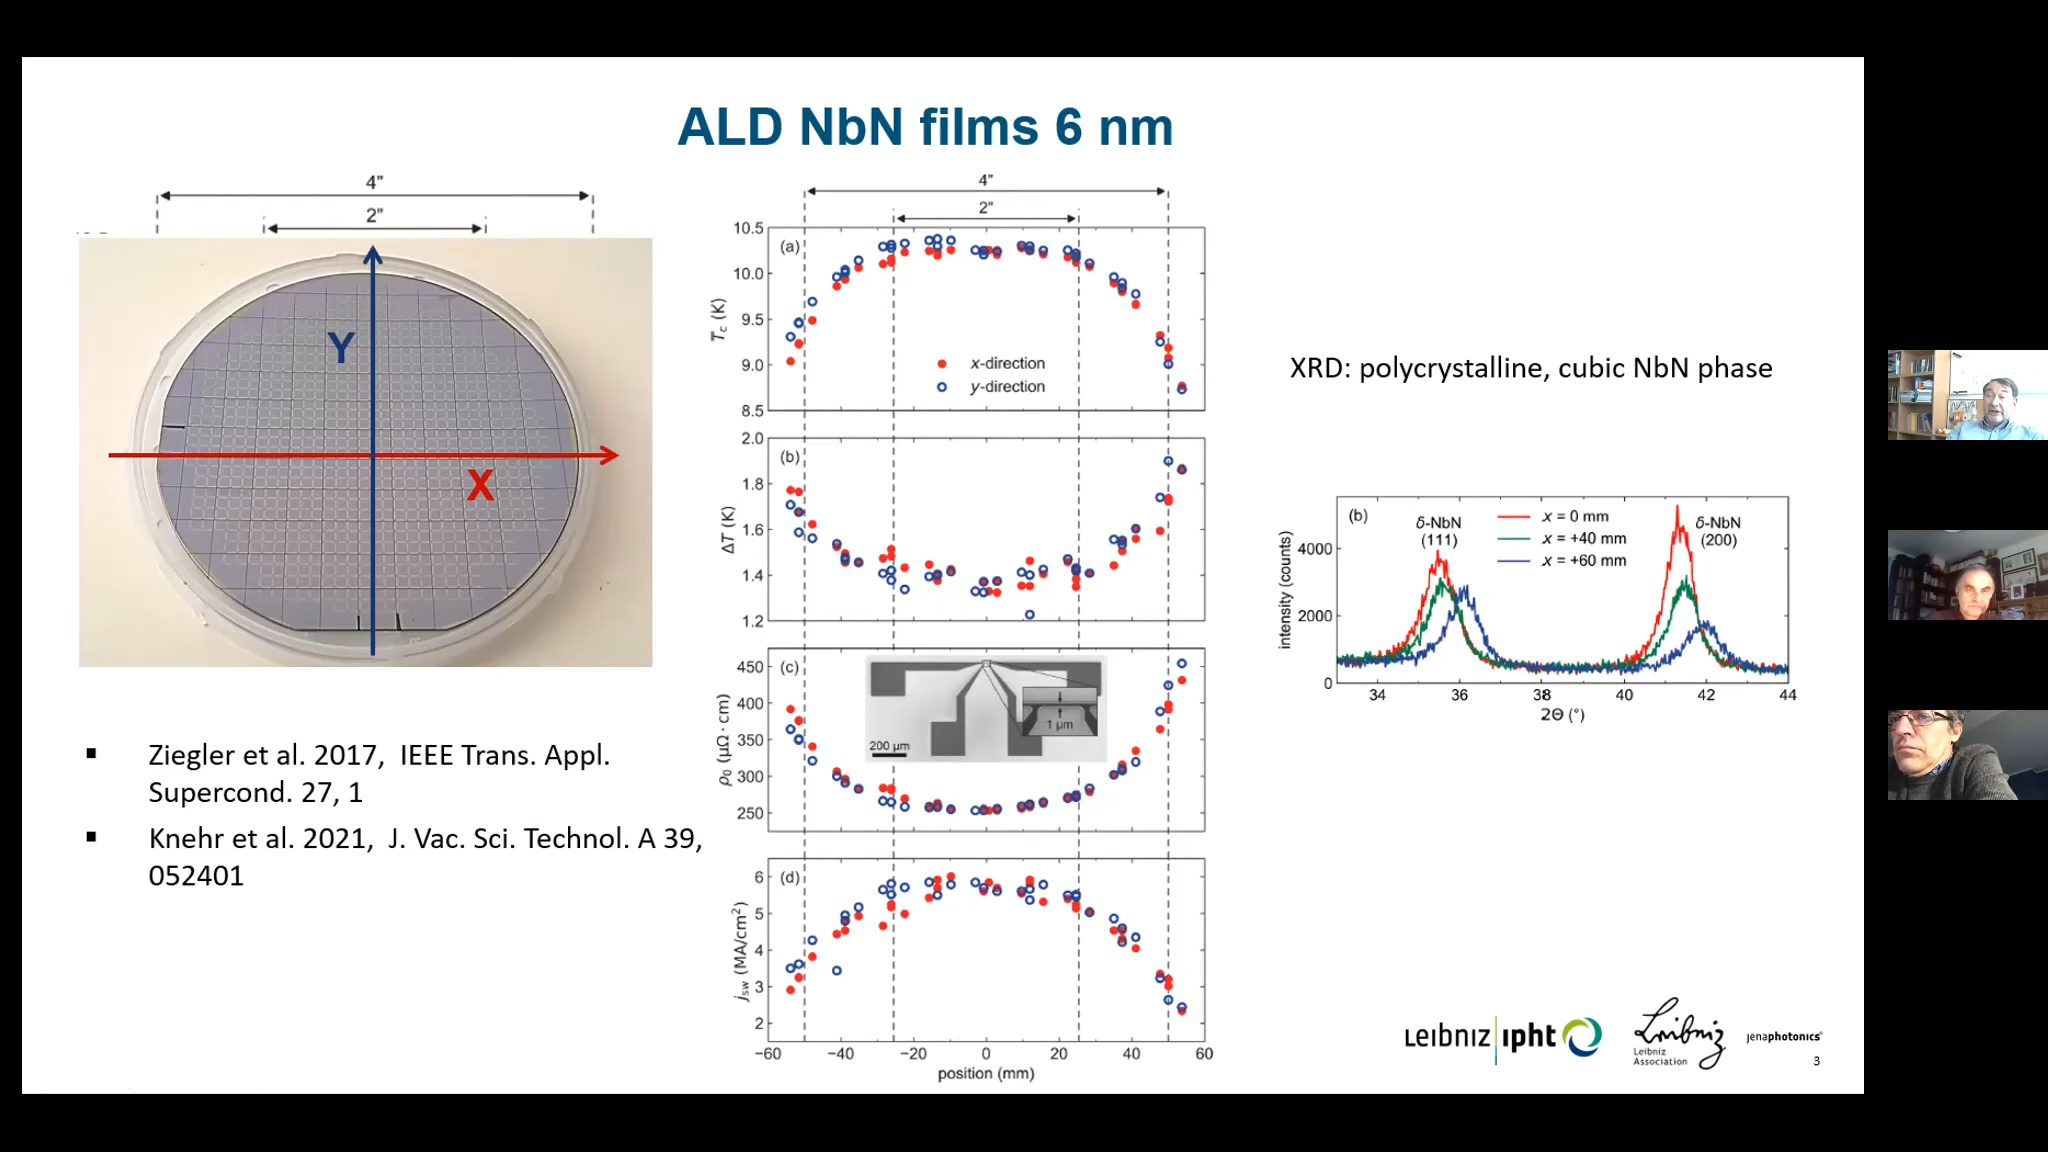 ALD NbN films 6 nm
4"
2"
Y
X
▪ Ziegler et al. 2017, IEEE Trans. Appl.
Supercond. 27, 1
▪ Knehr et al. 2021, J. Vac. Sci. Technol. A 39,
052401
4"
2"
10.5
10.0
9.5
9.0
8.5
Tc (K)
(a)
x-direction
y-direction
2.0
1.8
1.6
1.4
1.2
ΔT (K)
(b)
450
400
350
300
250
ρ0 (μΩ· cm)
(c)
200 μm
1 μm
6
5
4
3
2
jsw (MA/cm²)
(d)
−60 −40 −20 0 20 40 60
position (mm)
XRD: polycrystalline, cubic NbN phase
(b)
δ-NbN
(111)
x = 0 mm
x = +40 mm
x = +60 mm
δ-NbN
(200)
4000
2000
0
intensity (counts)
34 36 38 40 42 44
2Θ (°)
Leibniz ipht
Leibniz
Leibniz
Association
jenaphotonics
3